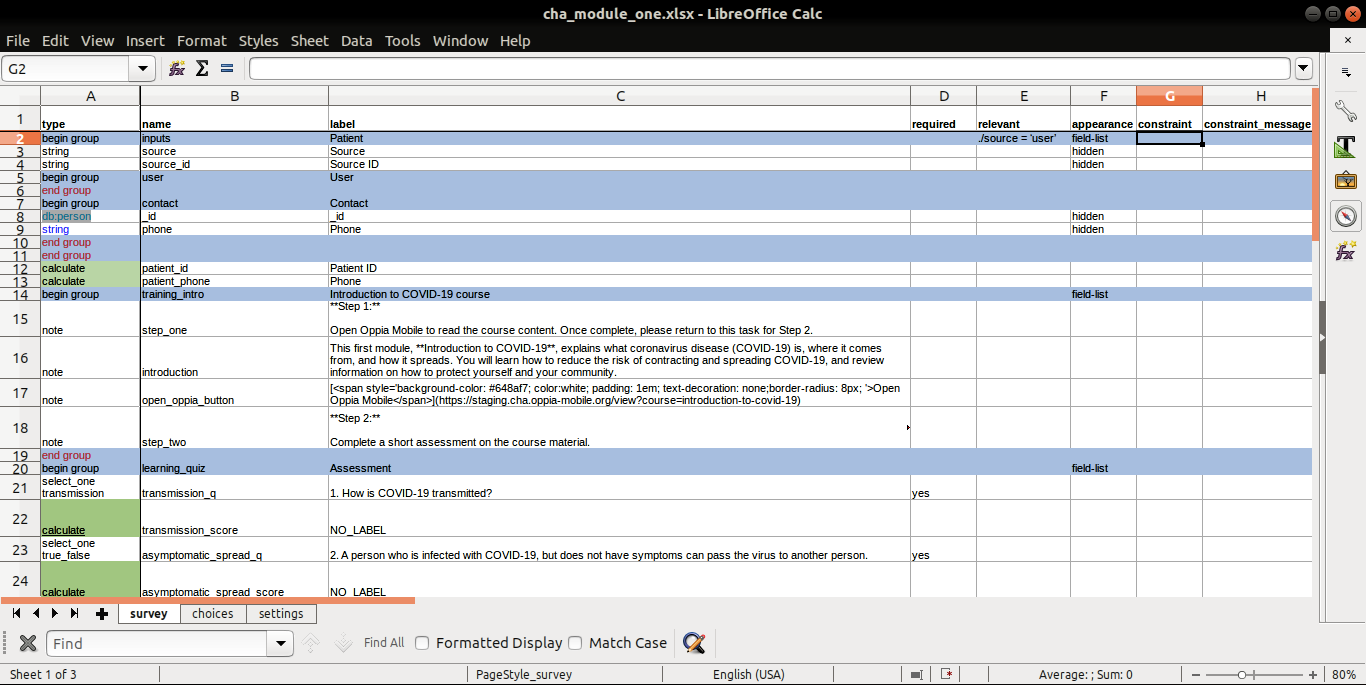 cha_module_one.xlsx - LibreOffice Calc
File Edit View Insert Format Styles Sheet Data Tools Window Help
G2
A B C D E F G H
1 type name label required relevant appearance constraint constraint_message
2 begin group inputs Patient ./source = 'user' field-list
3 string source Source hidden
4 string source_id Source ID hidden
5 begin group user User
6 end group
7 begin group contact Contact
8 db:person _id _id hidden
9 string phone Phone hidden
10 end group
11 end group
12 calculate patient_id Patient ID
13 calculate patient_phone Phone
14 begin group training_intro Introduction to COVID-19 course field-list
**Step 1:**
15
note step_one Open Oppia Mobile to read the course content. Once complete, please return to this task for Step 2.
This first module, **Introduction to COVID-19**, explains what coronavirus disease (COVID-19) is, where it comes
16 from, and how it spreads. You will learn how to reduce the risk of contracting and spreading COVID-19, and review
note introduction information on how to protect yourself and your community.
17 [<span style='background-color: #648af7; color:white; padding: 1em; text-decoration: none;border-radius: 8px; '>Open
note open_oppia_button Oppia Mobile</span>](https://staging.cha.oppia-mobile.org/view?course=introduction-to-covid-19)
**Step 2:**
18
note step_two Complete a short assessment on the course material.
19 end group
20 begin group learning_quiz Assessment field-list
21 select_one
transmission transmission_q 1. How is COVID-19 transmitted? yes
22
calculate transmission_score NO_LABEL
23 select_one
true_false asymptomatic_spread_q 2. A person who is infected with COVID-19, but does not have symptoms can pass the virus to another person. yes
24
calculate asymptomatic_spread_score NO_LABEL
survey choices settings
Find Find All Formatted Display Match Case
Sheet 1 of 3 PageStyle_survey English (USA) Average: ; Sum: 0 80%